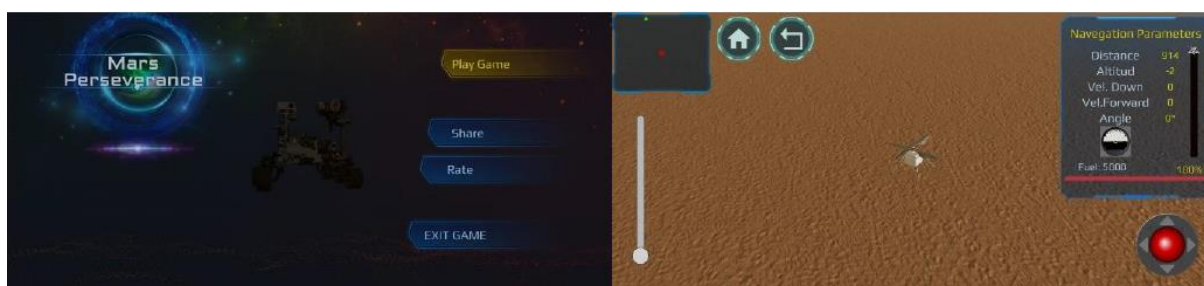 Mars
Perseverance
Play Game
Share
Rate
EXIT GAME
Navegation Parameters
Distance 914
Altitud -2
Vel. Down 0
Vel.Forward 0
Angle 0°
Fuel: 5000 100%